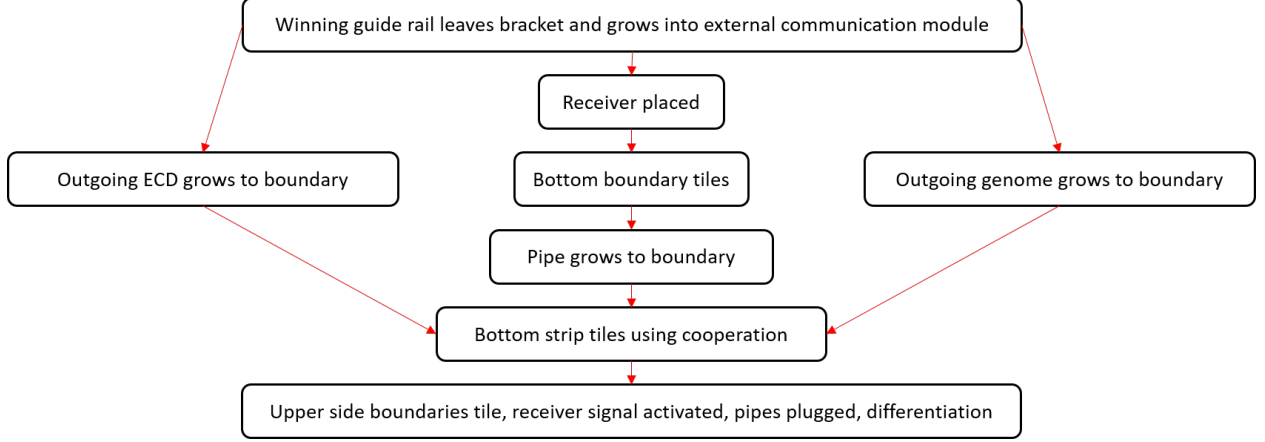 Winning guide rail leaves bracket and grows into external communication module
Receiver placed
Outgoing ECD grows to boundary
Bottom boundary tiles
Outgoing genome grows to boundary
Pipe grows to boundary
Bottom strip tiles using cooperation
Upper side boundaries tile, receiver signal activated, pipes plugged, differentiation